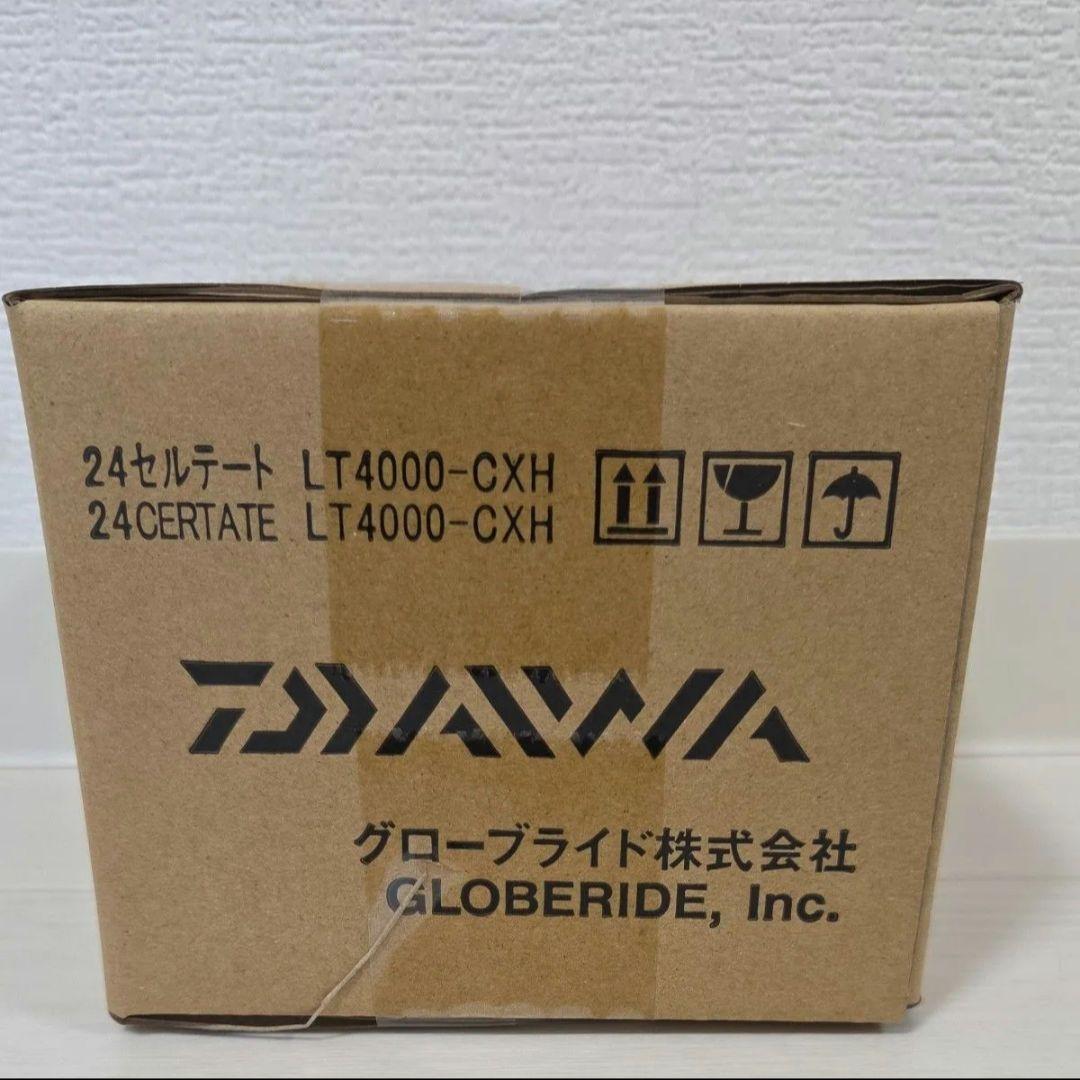 24セルテート LT4000-CXH
24CERTATE LT4000-CXH
DAIWA
グローブライド株式会社
GLOBERIDE, Inc.